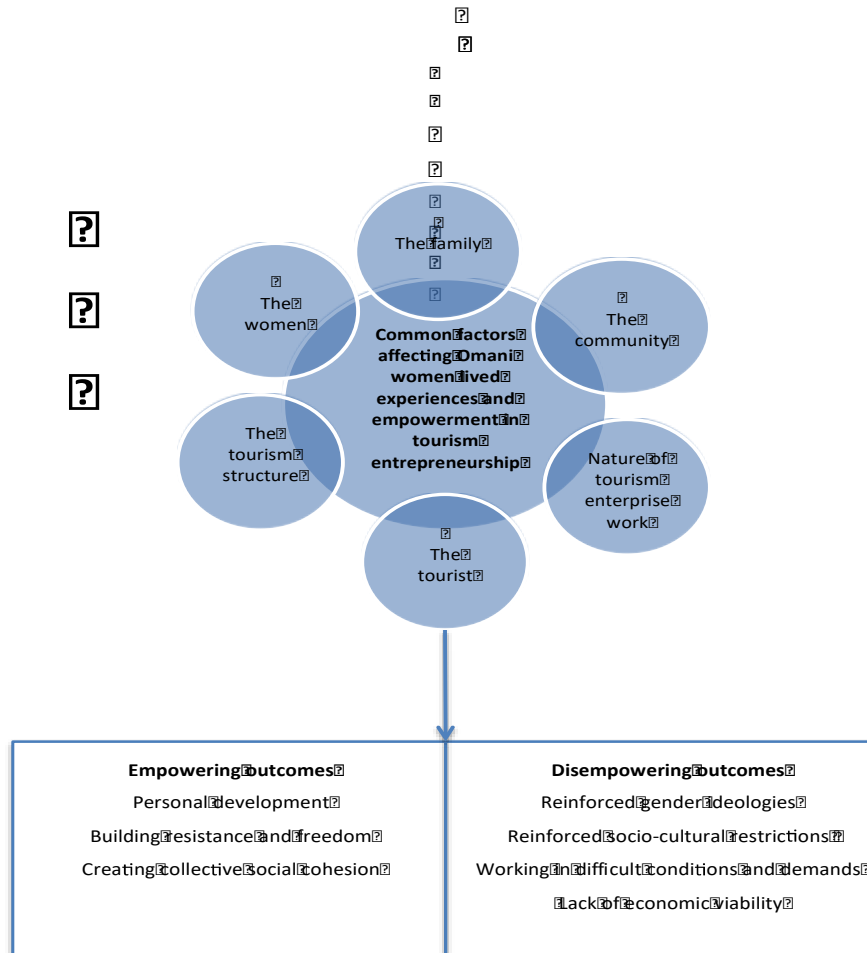 The family
The
women
The
community
Common factors
affecting Omani
women lived
experiences and
empowerment in
tourism
entrepreneurship
The
tourism
structure
Nature of
tourism
enterprise
work
The
tourist
Empowering outcomes
Personal development
Building resistance and freedom
Creating collective social cohesion
Disempowering outcomes
Reinforced gender ideologies
Reinforced socio-cultural restrictions
Working in difficult conditions and demands
Lack of economic viability